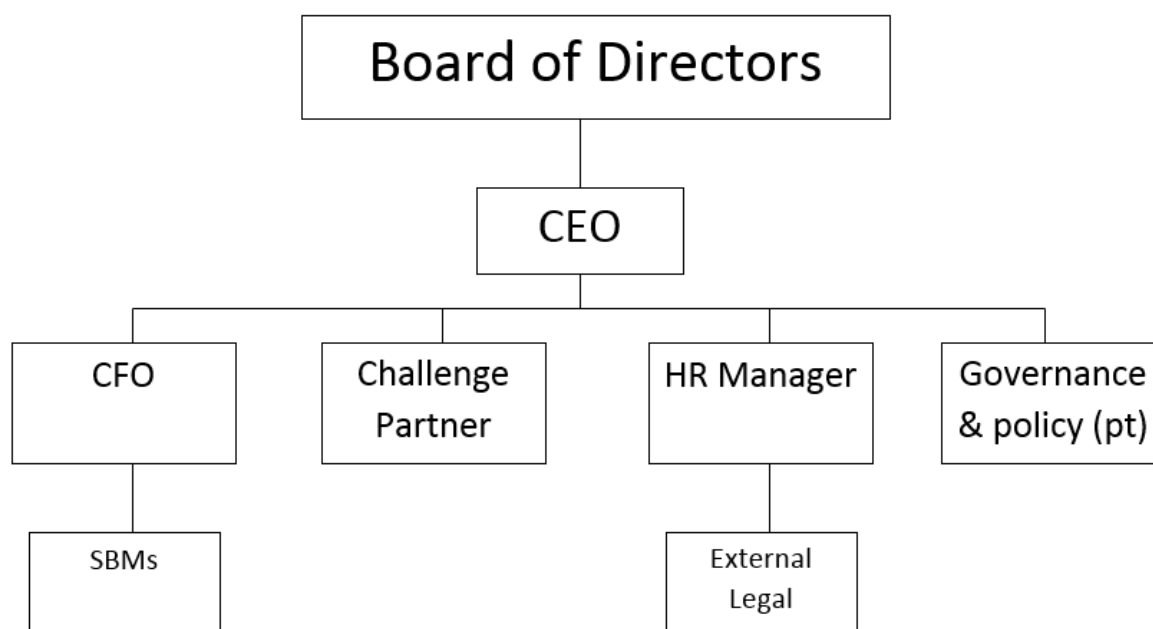 Board of Directors
CEO
CFO
Challenge
Partner
HR Manager
Governance
& policy (pt)
SBMs
External
Legal